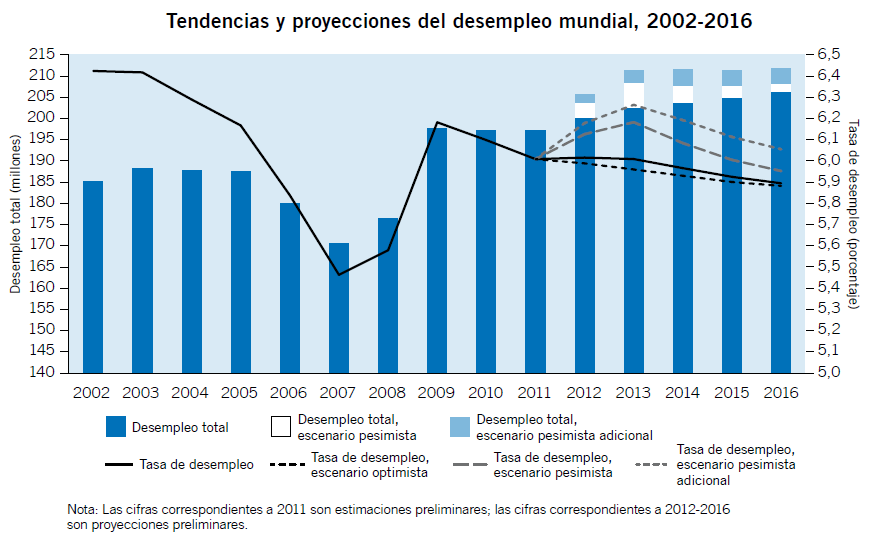 Tendencias y proyecciones del desempleo mundial, 2002-2016
Desempleo total (millones)
215
210
205
200
195
190
185
180
175
170
165
160
155
150
145
140
6,5
6,4
6,3
6,2
6,1
6,0
5,9
5,8
5,7
5,6
5,5
5,4
5,3
5,2
5,1
5,0
Tasa de desempleo (porcentaje)
2002 2003 2004 2005 2006 2007 2008 2009 2010 2011 2012 2013 2014 2015 2016
Desempleo total
Desempleo total,
escenario pesimista
Desempleo total,
escenario pesimista adicional
Tasa de desempleo
Tasa de desempleo,
escenario optimista
Tasa de desempleo,
escenario pesimista
Tasa de desempleo,
escenario pesimista
adicional
Nota: Las cifras correspondientes a 2011 son estimaciones preliminares; las cifras correspondientes a 2012-2016
son proyecciones preliminares.